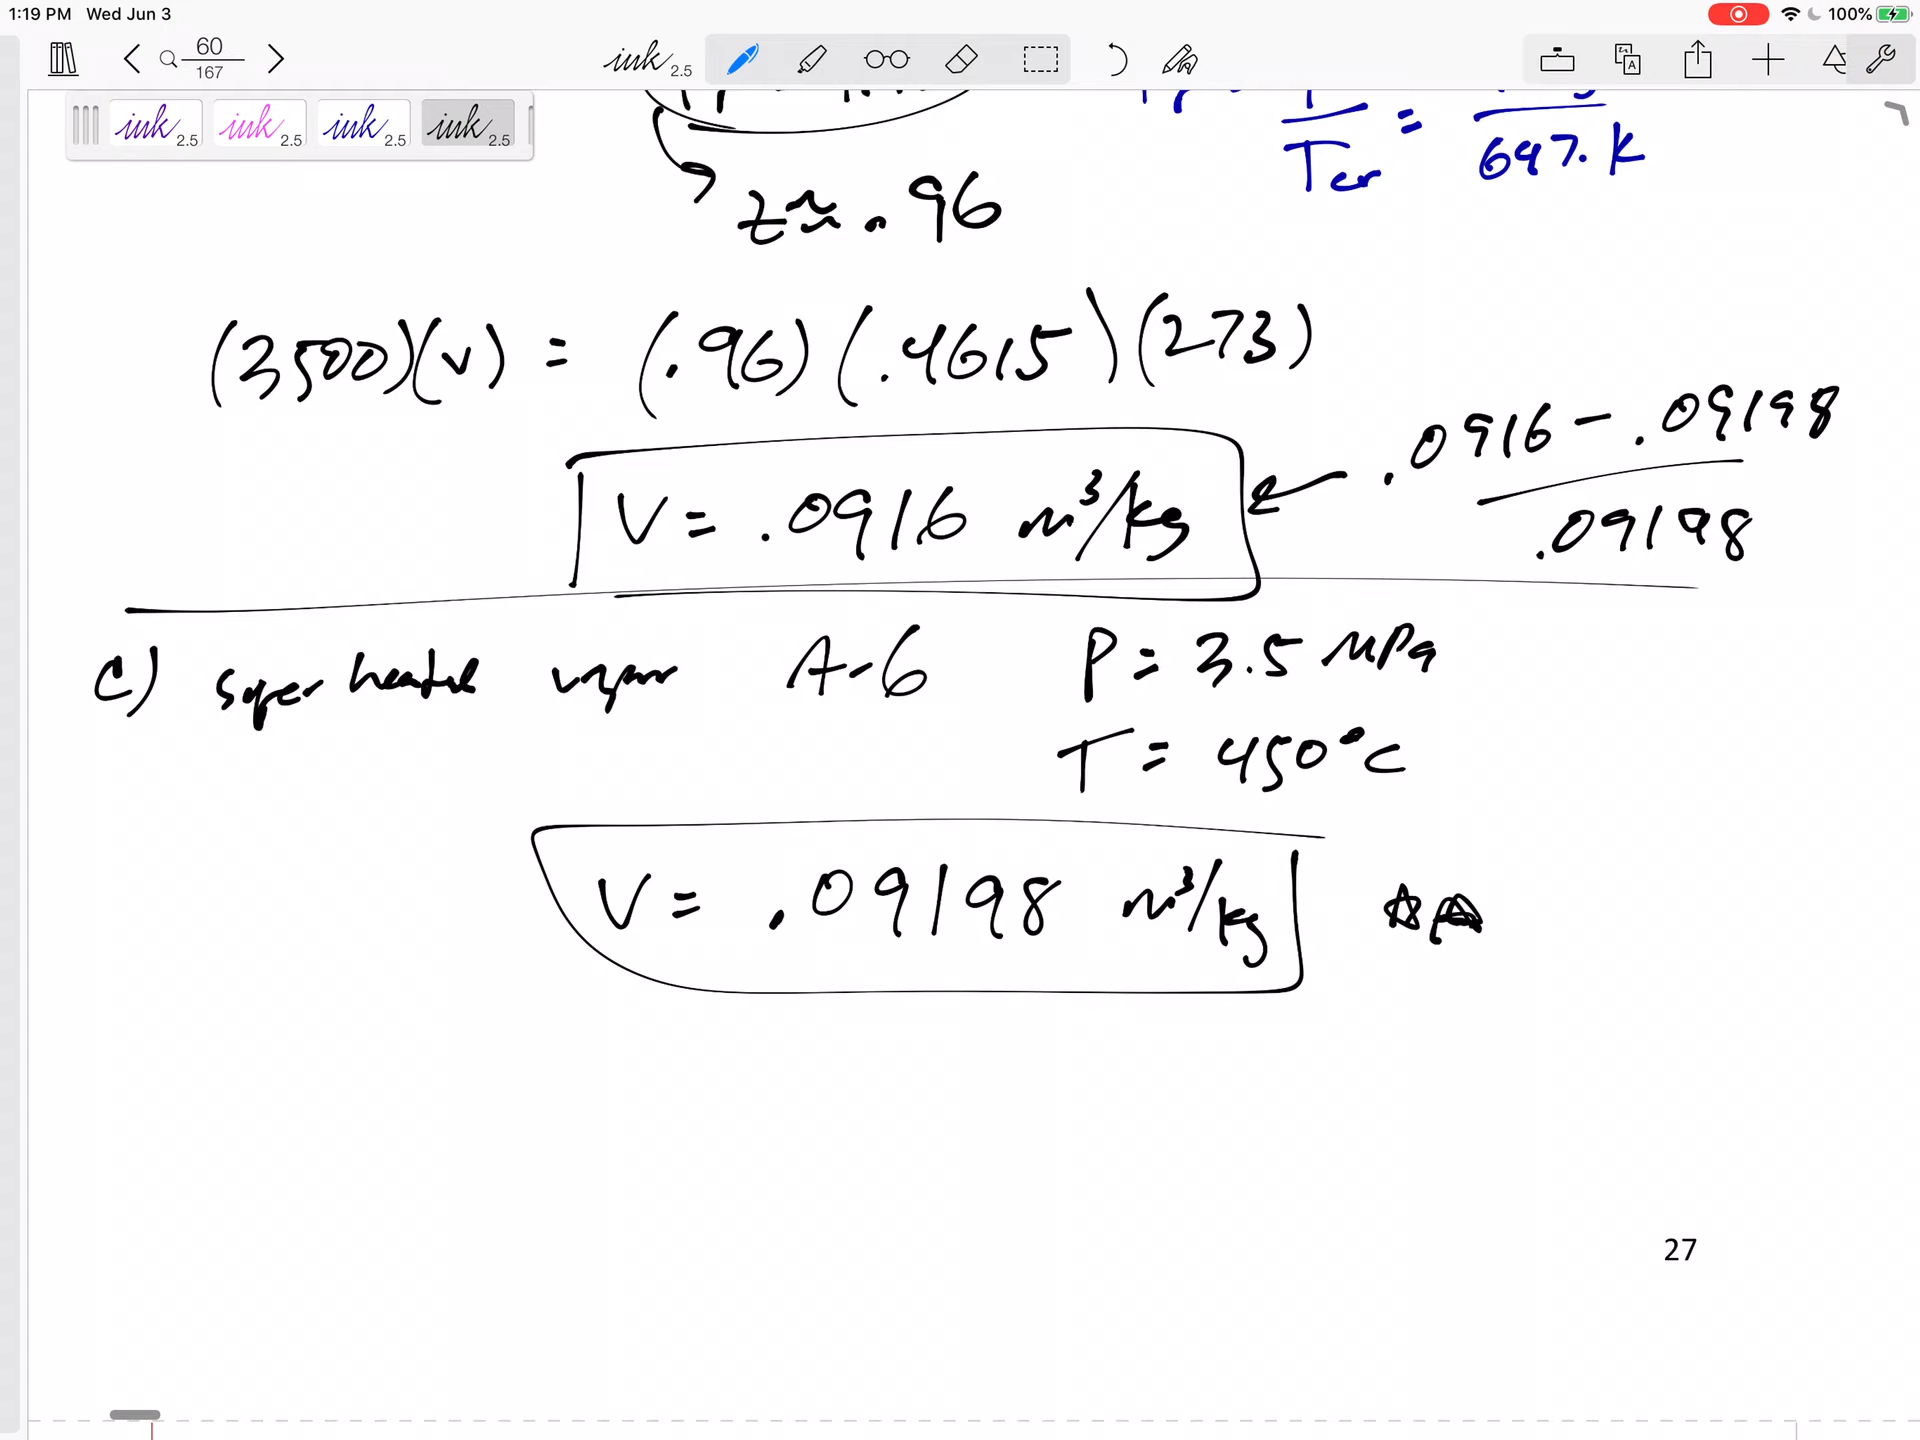 1:19 PM Wed Jun 3
100%
60
167
ink 2.5
ink 2.5 ink 2.5 ink 2.5 ink 2.5
Tcr = 647. K
z ≈ .96
(3500)(v) = (.96)(.4615)(273)
V = .0916 m³/kg
.0916 - .09198
.09198
c) super heated vapor A-6 P = 3.5 MPa
T = 450°C
V = .09198 m³/kg
27